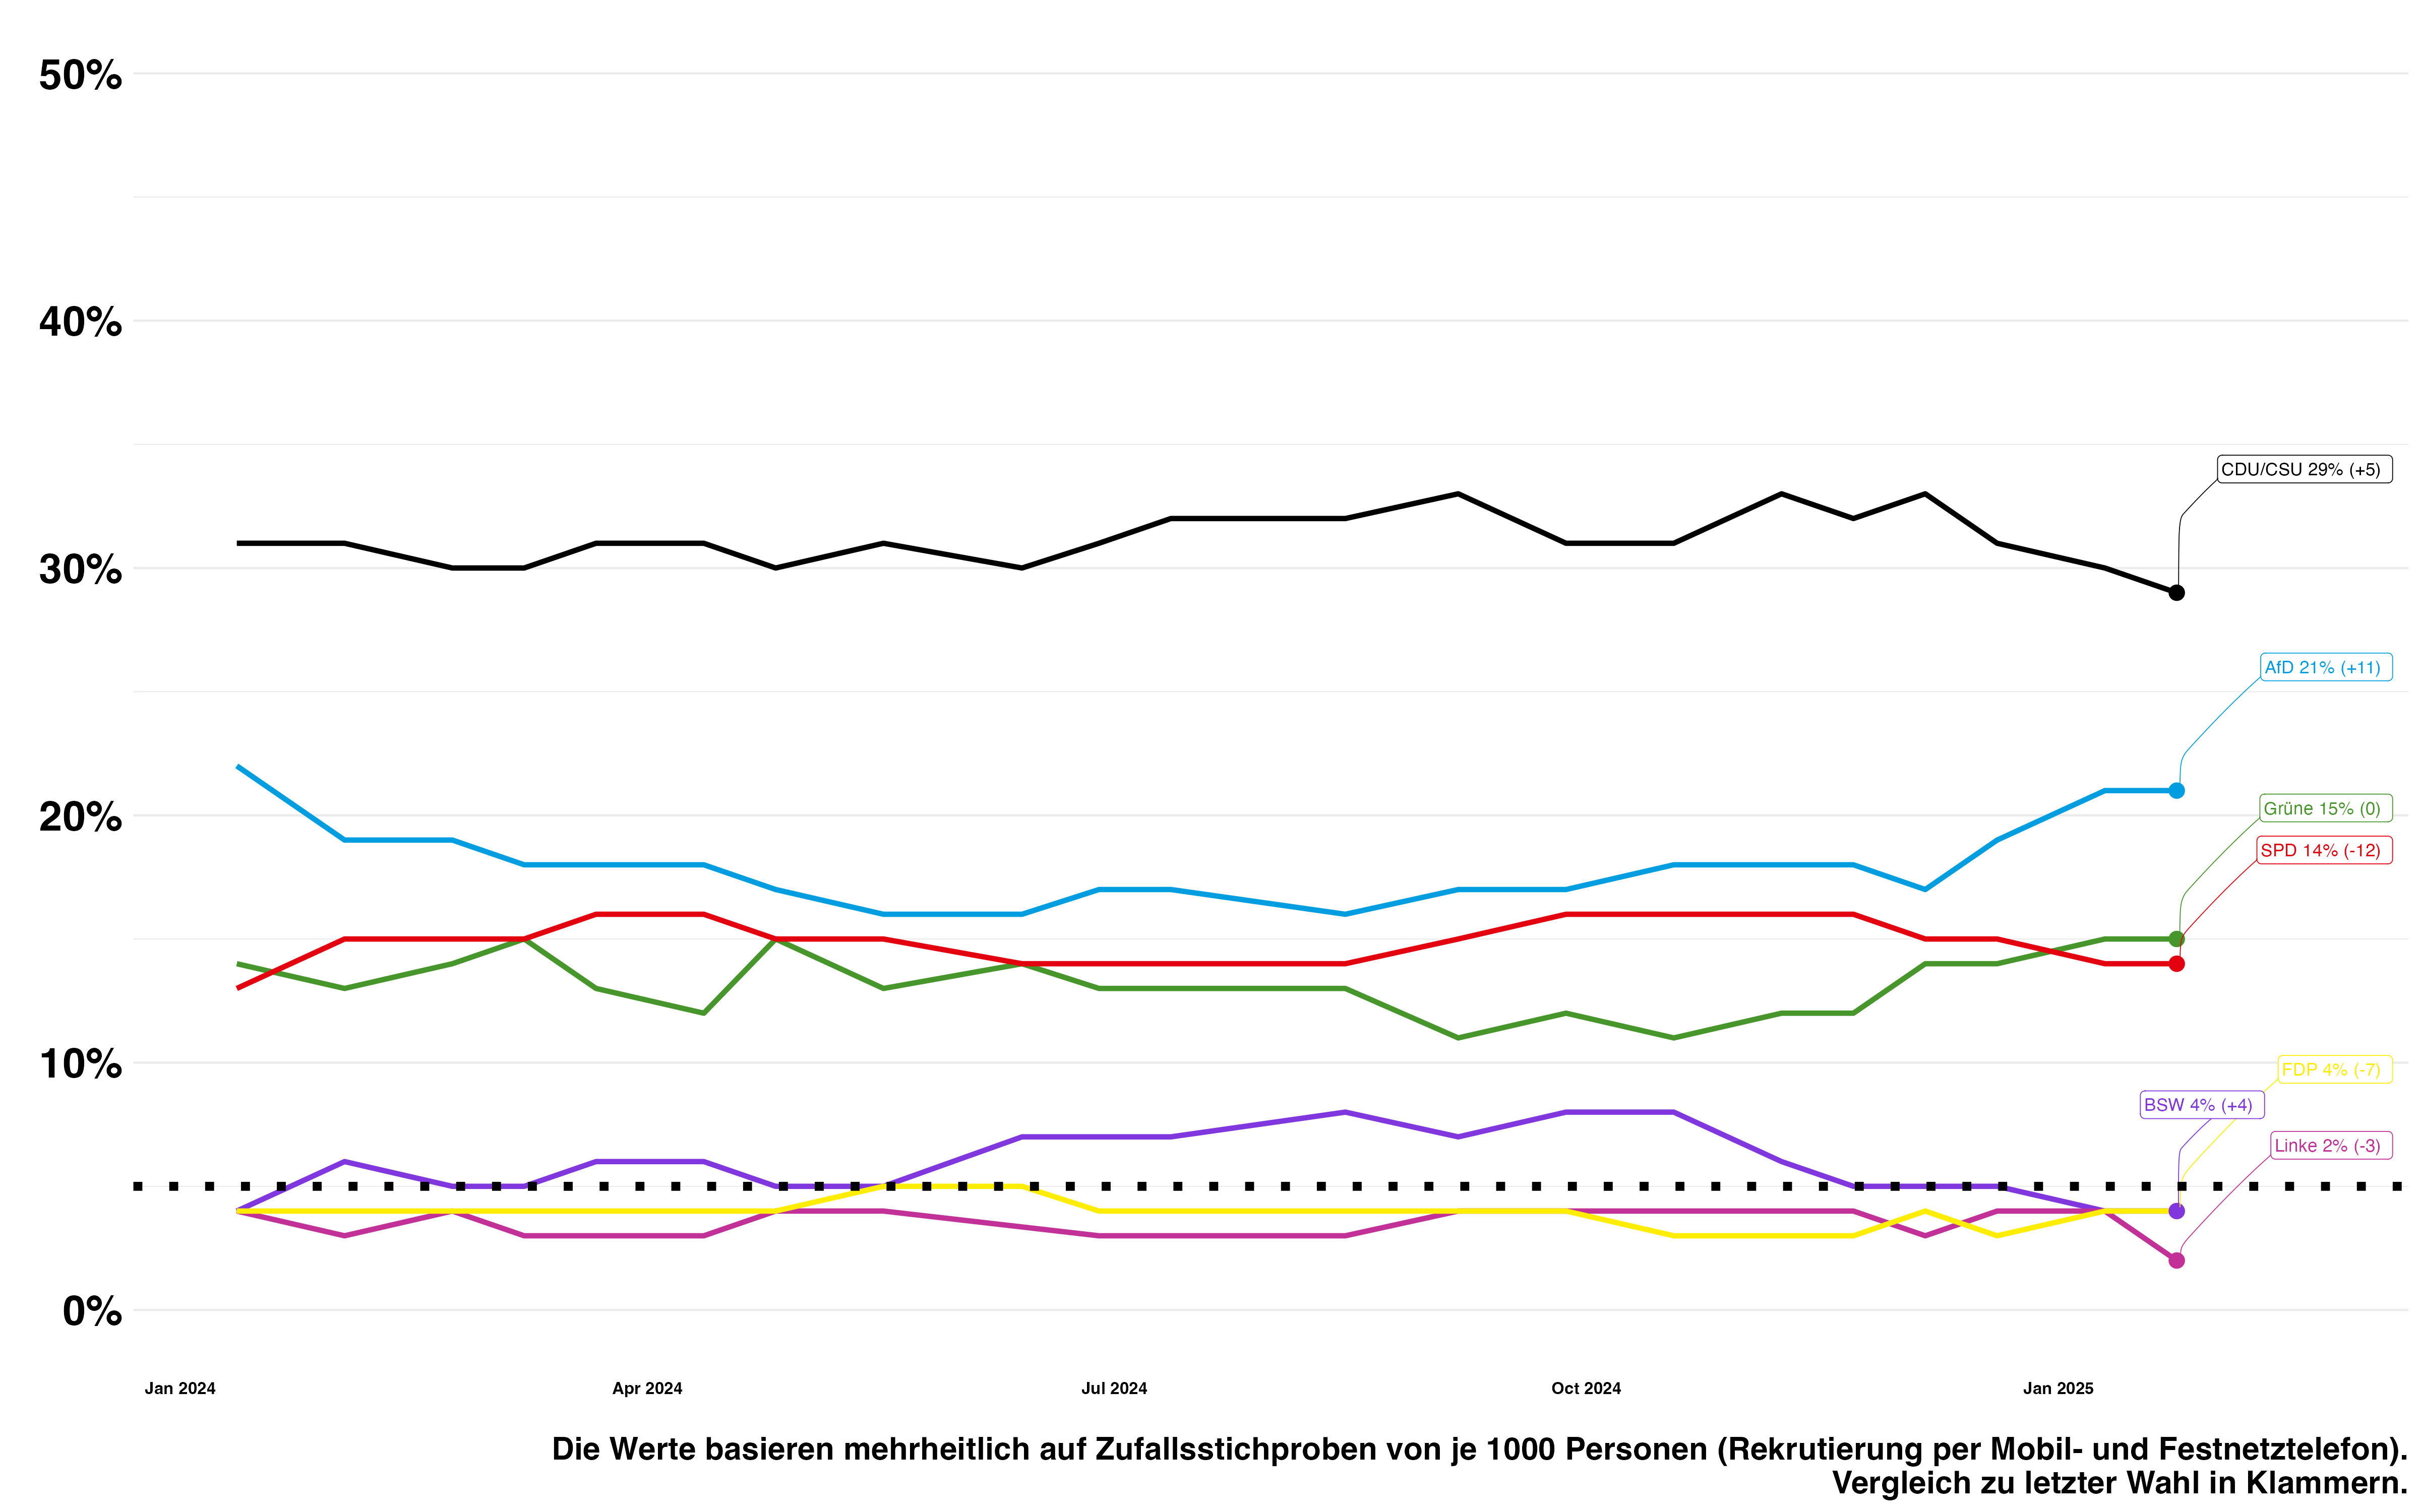 50%
40%
30%
20%
10%
0%
CDU/CSU 29% (+5)
AfD 21% (+11)
Grüne 15% (0)
SPD 14% (-12)
FDP 4% (-7)
BSW 4% (+4)
Linke 2% (-3)
Jan 2024
Apr 2024
Jul 2024
Oct 2024
Jan 2025
Die Werte basieren mehrheitlich auf Zufallsstichproben von je 1000 Personen (Rekrutierung per Mobil- und Festnetztelefon).
Vergleich zu letzter Wahl in Klammern.